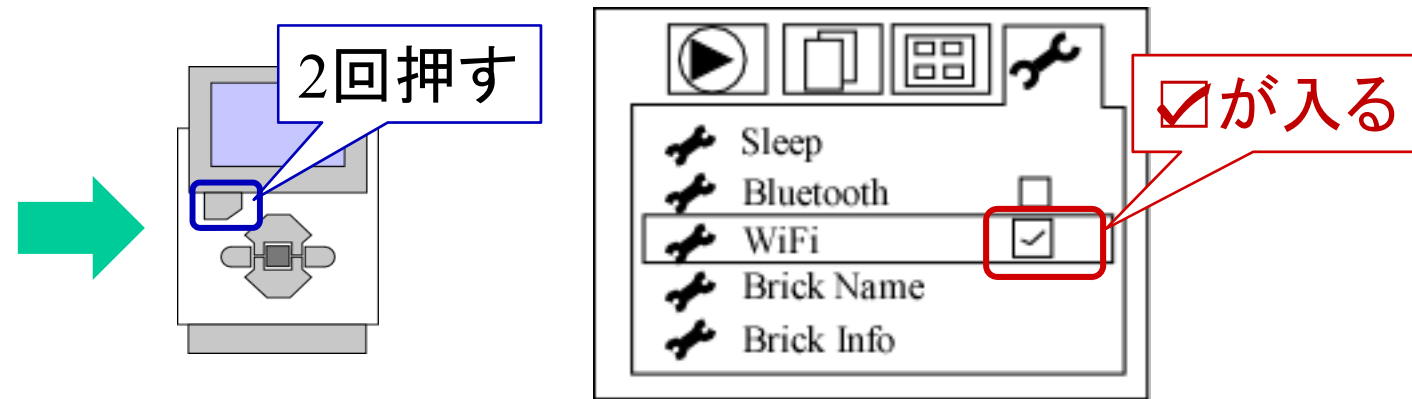 2回押す
☑が入る
Sleep
Bluetooth
WiFi
Brick Name
Brick Info